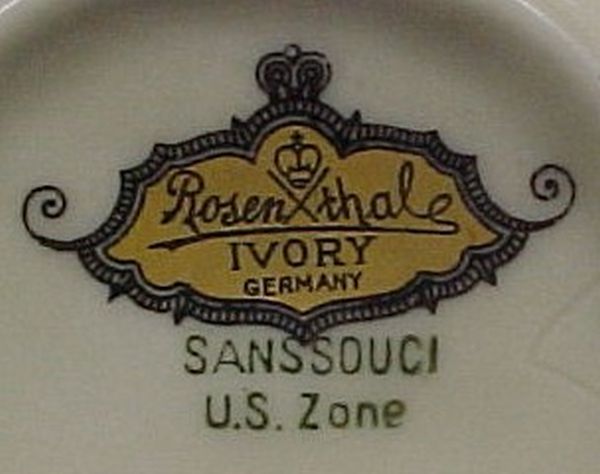 Rosenthal
IVORY
GERMANY
SANSSOUCI
U.S. Zone